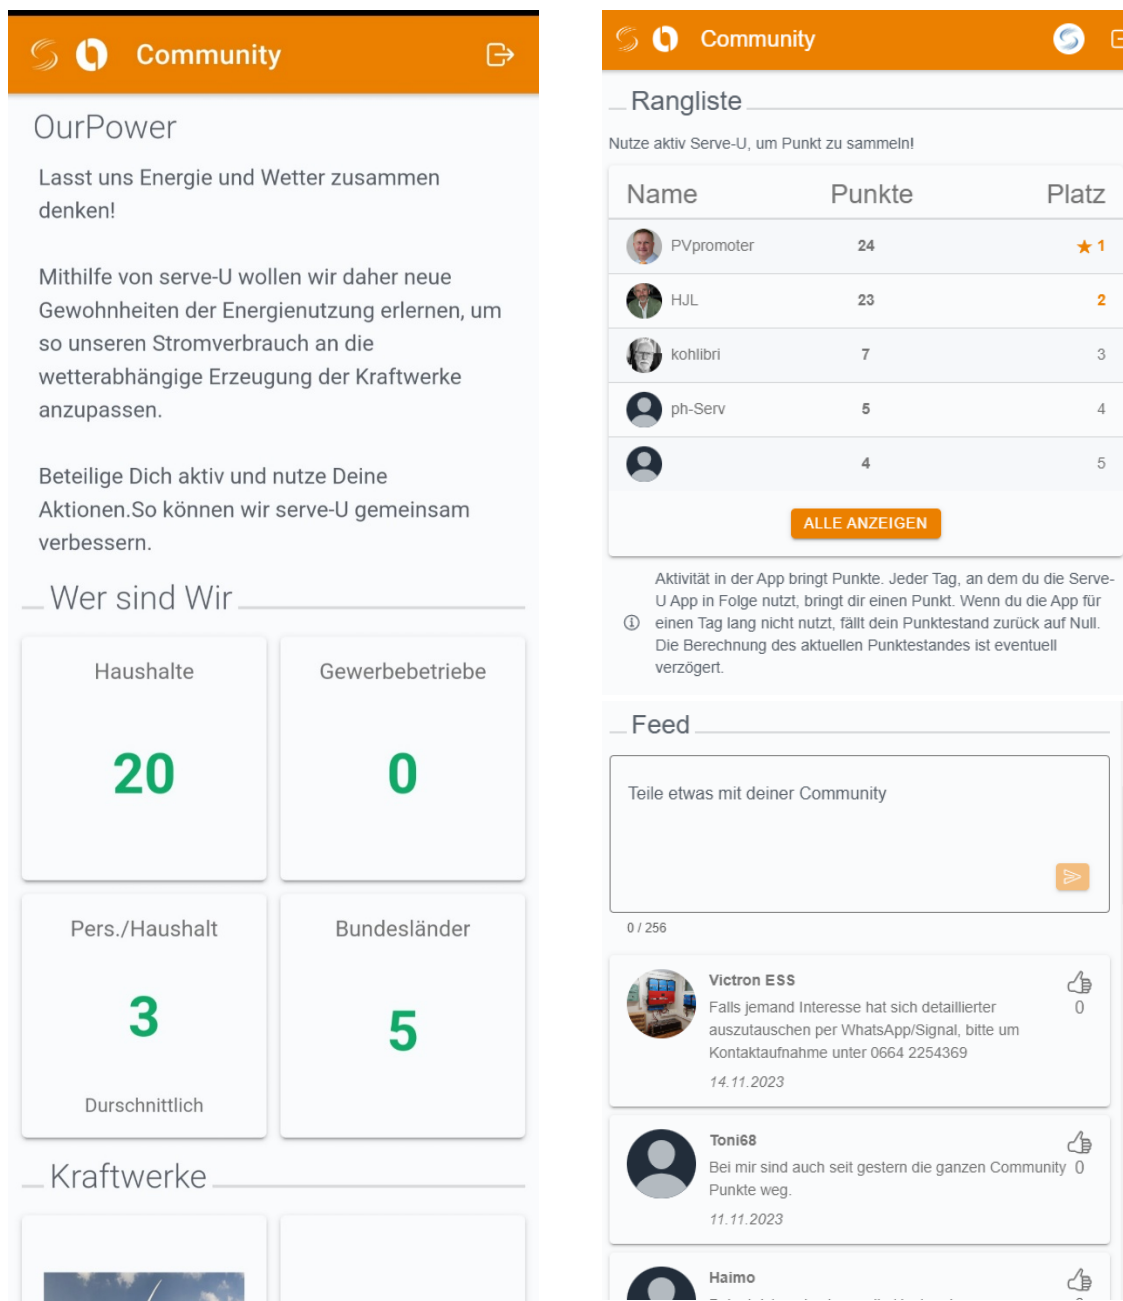 Community
OurPower
Lasst uns Energie und Wetter zusammen
denken!
Mithilfe von serve-U wollen wir daher neue
Gewohnheiten der Energienutzung erlernen, um
so unseren Stromverbrauch an die
wetterabhängige Erzeugung der Kraftwerke
anzupassen.
Beteilige Dich aktiv und nutze Deine
Aktionen.So können wir serve-U gemeinsam
verbessern.
Wer sind Wir
Haushalte
20
Gewerbebetriebe
0
Pers./Haushalt
3
Durschnittlich
Bundesländer
5
Kraftwerke
Community
Rangliste
Nutze aktiv Serve-U, um Punkt zu sammeln!
Name Punkte Platz
PVpromoter 24 ★ 1
HJL 23 2
kohlibri 7 3
ph-Serv 5 4
4 5
ALLE ANZEIGEN
Aktivität in der App bringt Punkte. Jeder Tag, an dem du die Serve-
U App in Folge nutzt, bringt dir einen Punkt. Wenn du die App für
einen Tag lang nicht nutzt, fällt dein Punktestand zurück auf Null.
Die Berechnung des aktuellen Punktestandes ist eventuell
verzögert.
Feed
Teile etwas mit deiner Community
0 / 256
Victron ESS
Falls jemand Interesse hat sich detaillierter
auszutauschen per WhatsApp/Signal, bitte um
Kontaktaufnahme unter 0664 2254369
14.11.2023
0
Toni68
Bei mir sind auch seit gestern die ganzen Community
Punkte weg.
11.11.2023
0
Haimo